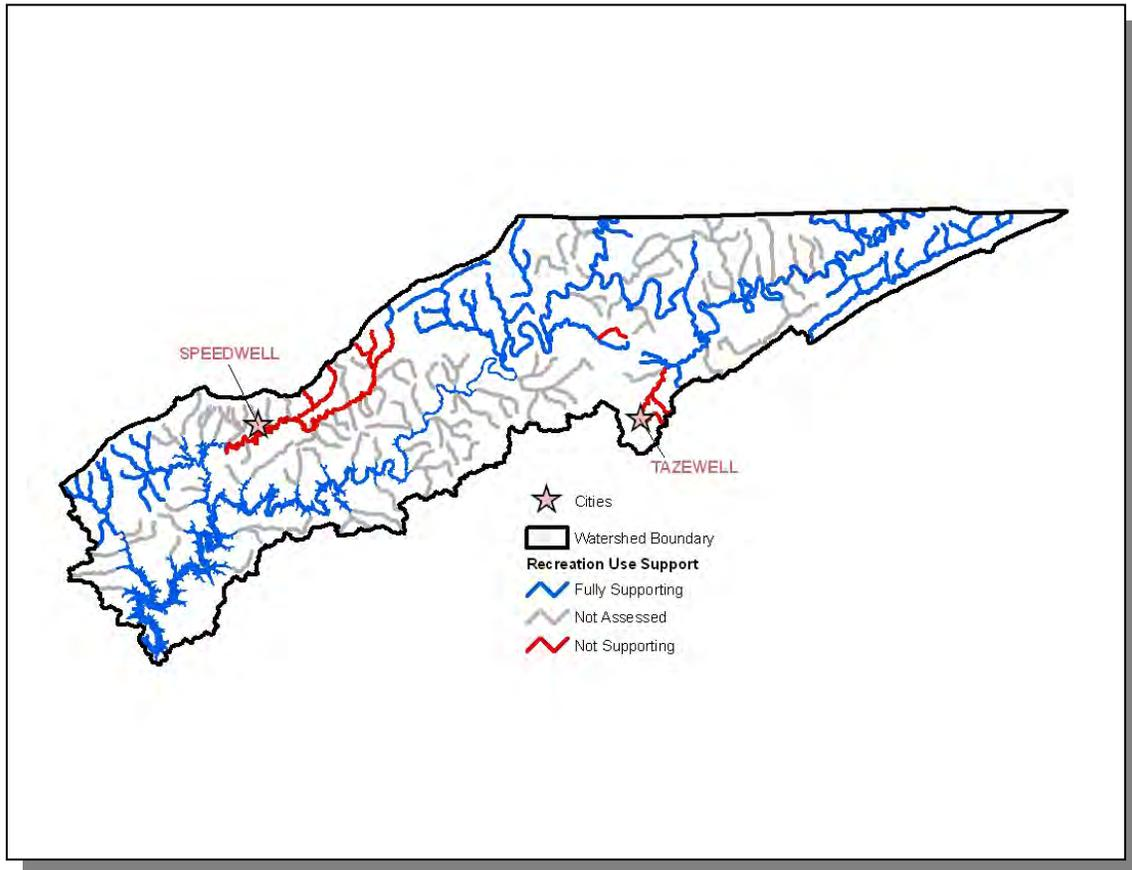 SPEEDWELL
TAZEWELL
Cities
Watershed Boundary
Recreation Use Support
Fully Supporting
Not Assessed
Not Supporting